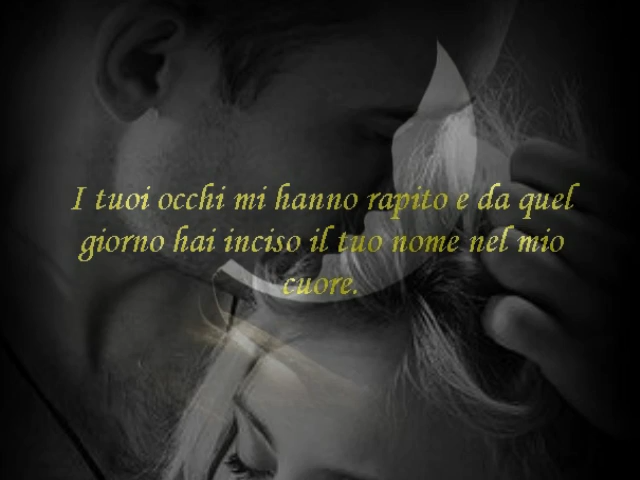 I tuoi occhi mi hanno rapito e da quel
giorno hai inciso il tuo nome nel mio
cuore.